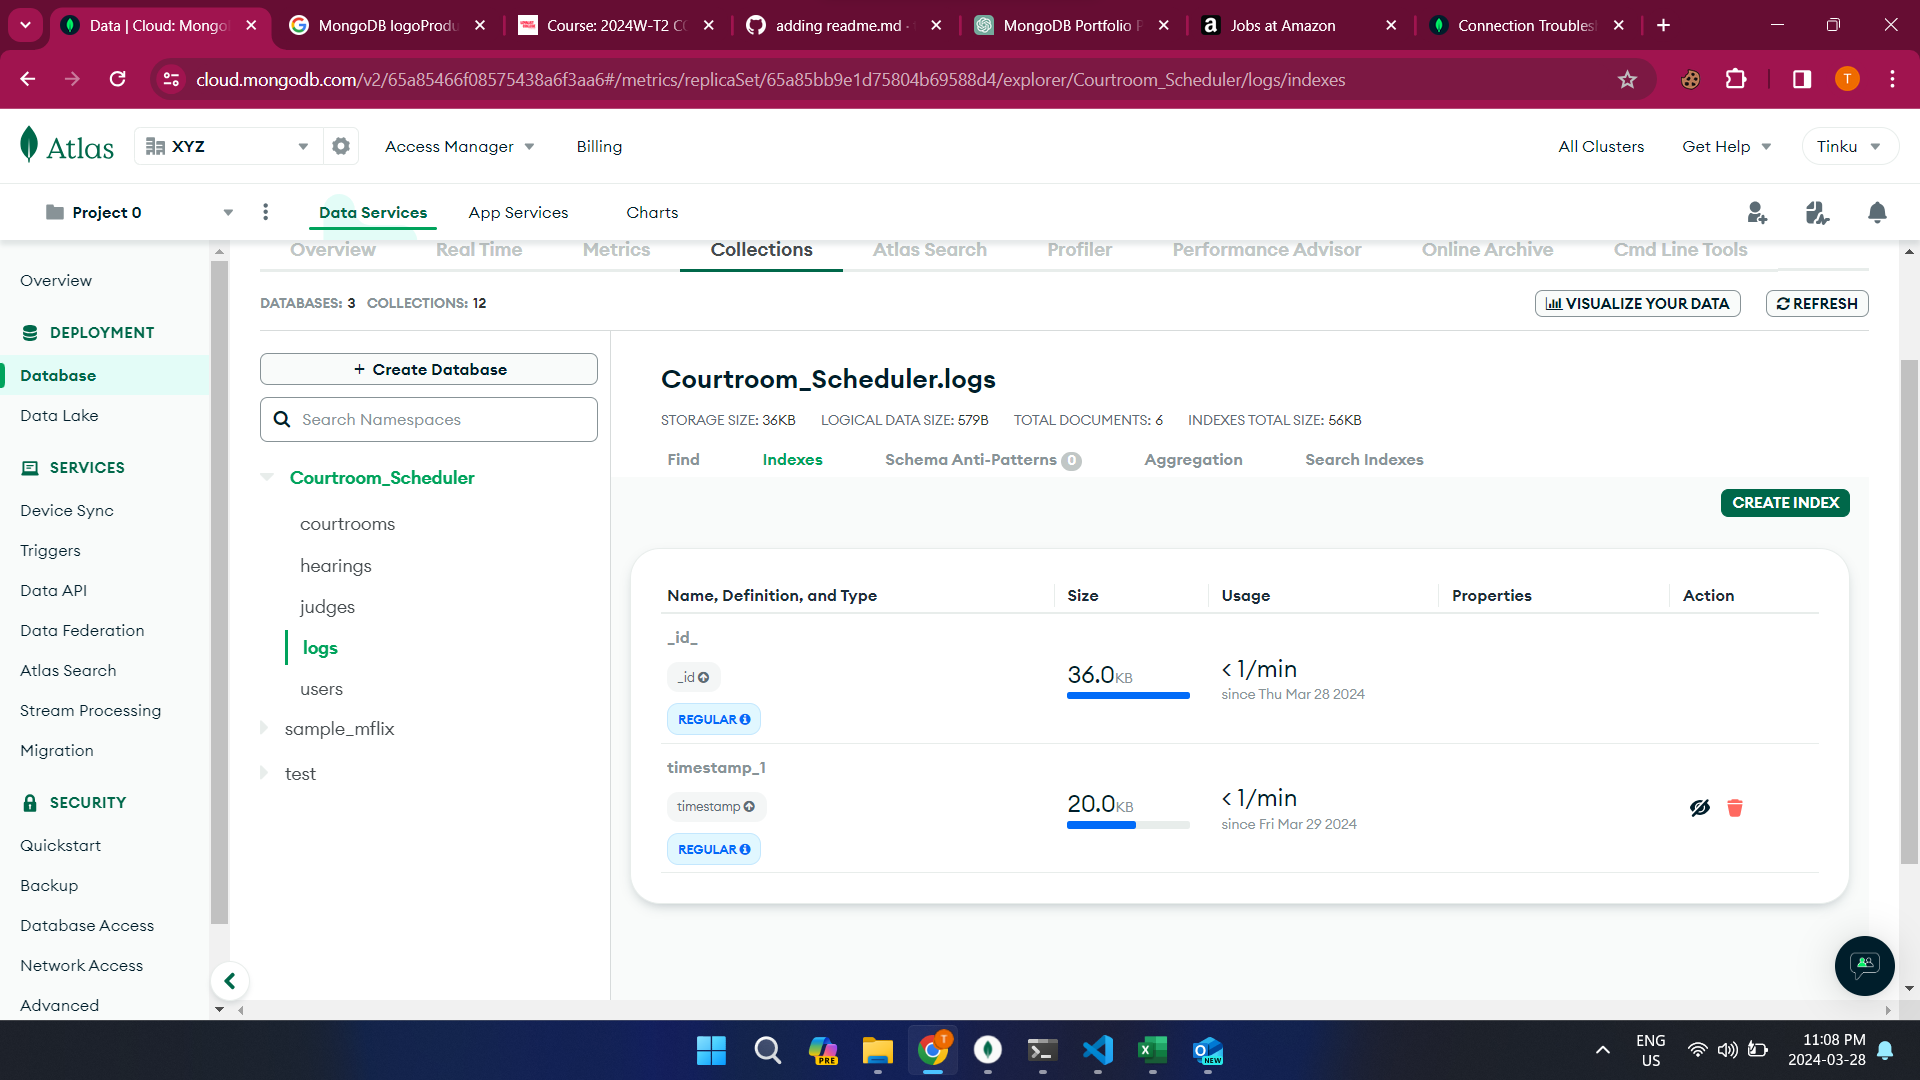 Data | Cloud: Mongo
MongoDB logoProdu
Course: 2024W-T2 CO
adding readme.md ·
MongoDB Portfolio P
Jobs at Amazon
Connection Troubles
cloud.mongodb.com/v2/65a85466f08575438a6f3aa6#/metrics/replicaSet/65a85bb9e1d75804b69588d4/explorer/Courtroom_Scheduler/logs/indexes
T
Atlas
XYZ
Access Manager
Billing
All Clusters
Get Help
Tinku
Project 0
Data Services
App Services
Charts
Overview
Real Time
Metrics
Collections
Atlas Search
Profiler
Performance Advisor
Online Archive
Cmd Line Tools
Overview
DEPLOYMENT
Database
Data Lake
SERVICES
Device Sync
Triggers
Data API
Data Federation
Atlas Search
Stream Processing
Migration
SECURITY
Quickstart
Backup
Database Access
Network Access
Advanced
DATABASES: 3 COLLECTIONS: 12
VISUALIZE YOUR DATA
REFRESH
+ Create Database
Search Namespaces
Courtroom_Scheduler
courtrooms
hearings
judges
logs
users
sample_mflix
test
Courtroom_Scheduler.logs
STORAGE SIZE: 36KB LOGICAL DATA SIZE: 579B TOTAL DOCUMENTS: 6 INDEXES TOTAL SIZE: 56KB
Find
Indexes
Schema Anti-Patterns 0
Aggregation
Search Indexes
CREATE INDEX
Name, Definition, and Type
Size
Usage
Properties
Action
_id_
_id
REGULAR
36.0KB
< 1/min
since Thu Mar 28 2024
timestamp_1
timestamp
REGULAR
20.0KB
< 1/min
since Fri Mar 29 2024
T
PRE
NEW
ENG
US
11:08 PM
2024-03-28